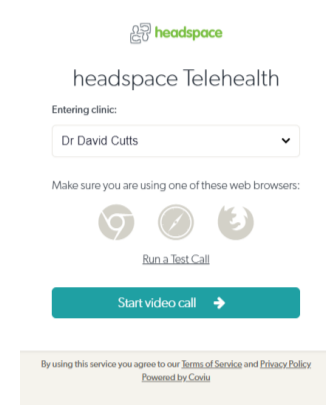 headspace
headspace Telehealth
Entering clinic:
Dr David Cutts
Make sure you are using one of these web browsers:
Run a Test Call
Start video call
By using this service you agree to our Terms of Service and Privacy Policy
Powered by Coviu